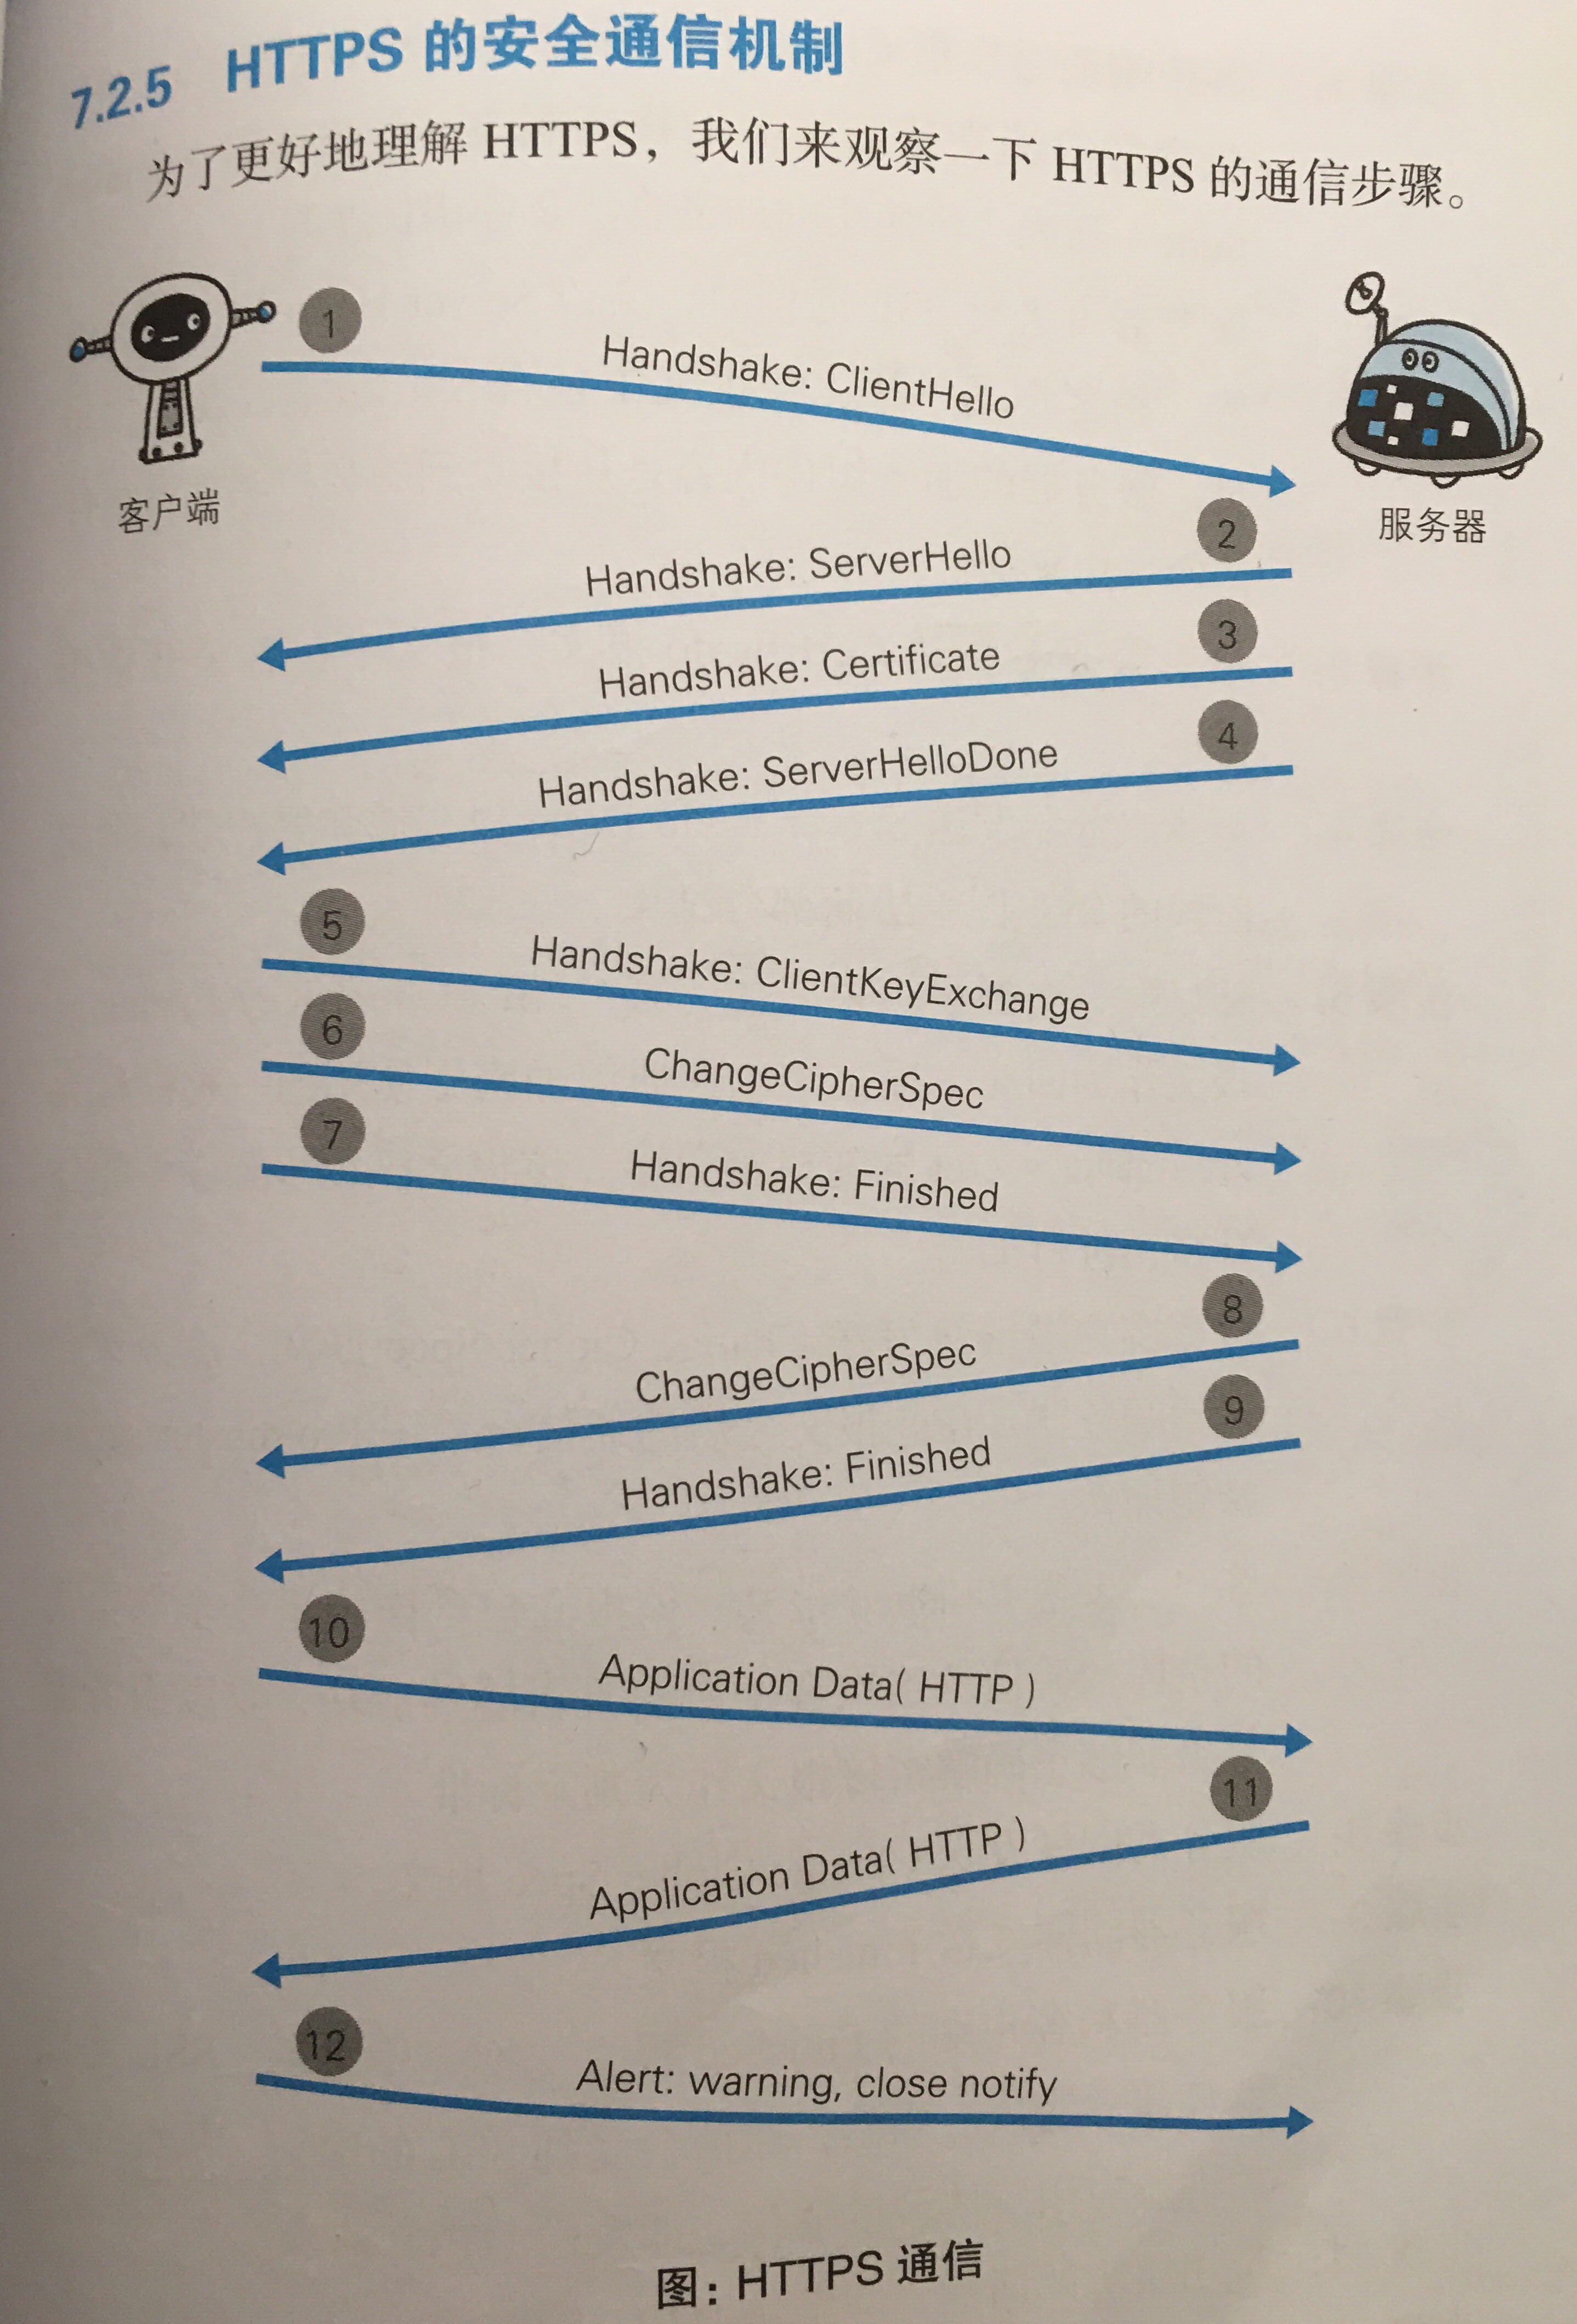 7.2.5 HTTPS 的安全通信机制
为了更好地理解 HTTPS，我们来观察一下 HTTPS 的通信步骤。
1
Handshake: ClientHello
客户端
服务器
2
Handshake: ServerHello
3
Handshake: Certificate
4
Handshake: ServerHelloDone
5
Handshake: ClientKeyExchange
6
ChangeCipherSpec
7
Handshake: Finished
8
ChangeCipherSpec
9
Handshake: Finished
10
Application Data( HTTP )
11
Application Data( HTTP )
12
Alert: warning, close notify
图：HTTPS 通信